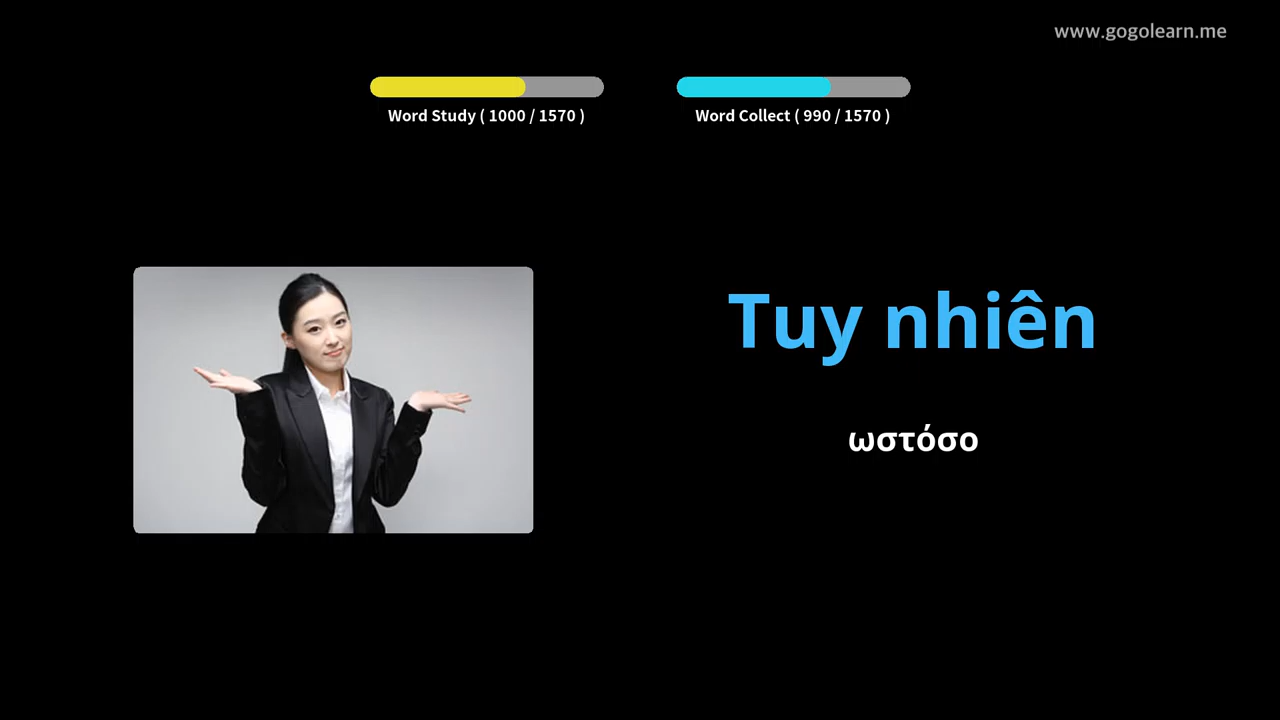 www.gogolearn.me
Word Study ( 1000 / 1570 )
Word Collect ( 990 / 1570 )
Tuy nhiên
ωστόσο